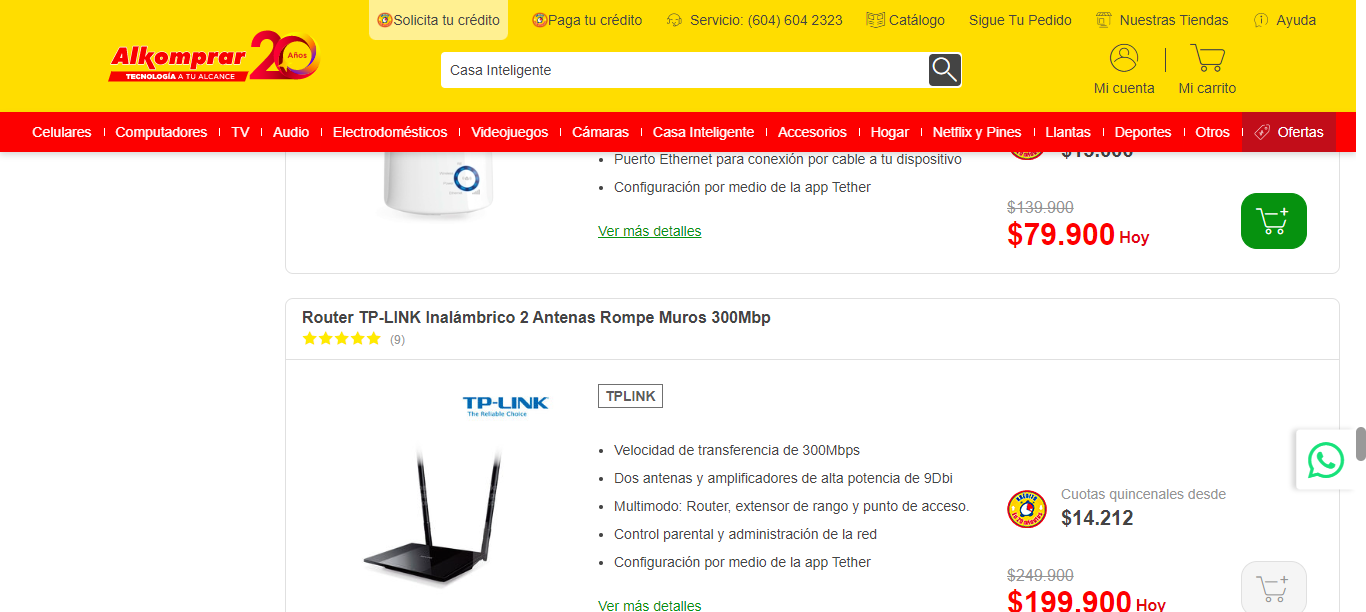 Solicita tu crédito
Paga tu crédito
Servicio: (604) 604 2323
Catálogo
Sigue Tu Pedido
Nuestras Tiendas
Ayuda
Alkomprar 20 Años
TECNOLOGÍA A TU ALCANCE
Casa Inteligente
Mi cuenta
Mi carrito
Celulares
Computadores
TV
Audio
Electrodomésticos
Videojuegos
Cámaras
Casa Inteligente
Accesorios
Hogar
Netflix y Pines
Llantas
Deportes
Otros
Ofertas
Puerto Ethernet para conexión por cable a tu dispositivo
Configuración por medio de la app Tether
Ver más detalles
$139.900
$79.900 Hoy
Router TP-LINK Inalámbrico 2 Antenas Rompe Muros 300Mbp
(9)
TP-LINK
The Reliable Choice
TPLINK
Velocidad de transferencia de 300Mbps
Dos antenas y amplificadores de alta potencia de 9Dbi
Multimodo: Router, extensor de rango y punto de acceso.
Control parental y administración de la red
Configuración por medio de la app Tether
Ver más detalles
Cuotas quincenales desde
$14.212
$249.900
$199.900 Hoy